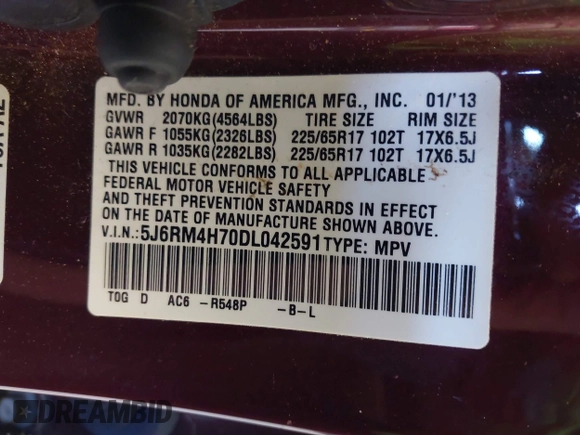 MFD. BY HONDA OF AMERICA MFG., INC. 01/'13
GVWR 2070KG(4564LBS) TIRE SIZE RIM SIZE
GAWR F 1055KG(2326LBS) 225/65R17 102T 17X6.5J
GAWR R 1035KG(2282LBS) 225/65R17 102T 17X6.5J
THIS VEHICLE CONFORMS TO ALL APPLICABLE
FEDERAL MOTOR VEHICLE SAFETY
AND THEFT PREVENTION STANDARDS IN EFFECT
ON THE DATE OF MANUFACTURE SHOWN ABOVE.
V.I.N.: 5J6RM4H70DL042591 TYPE: MPV
T0G D AC6 -R548P -B-L
DREAMBID